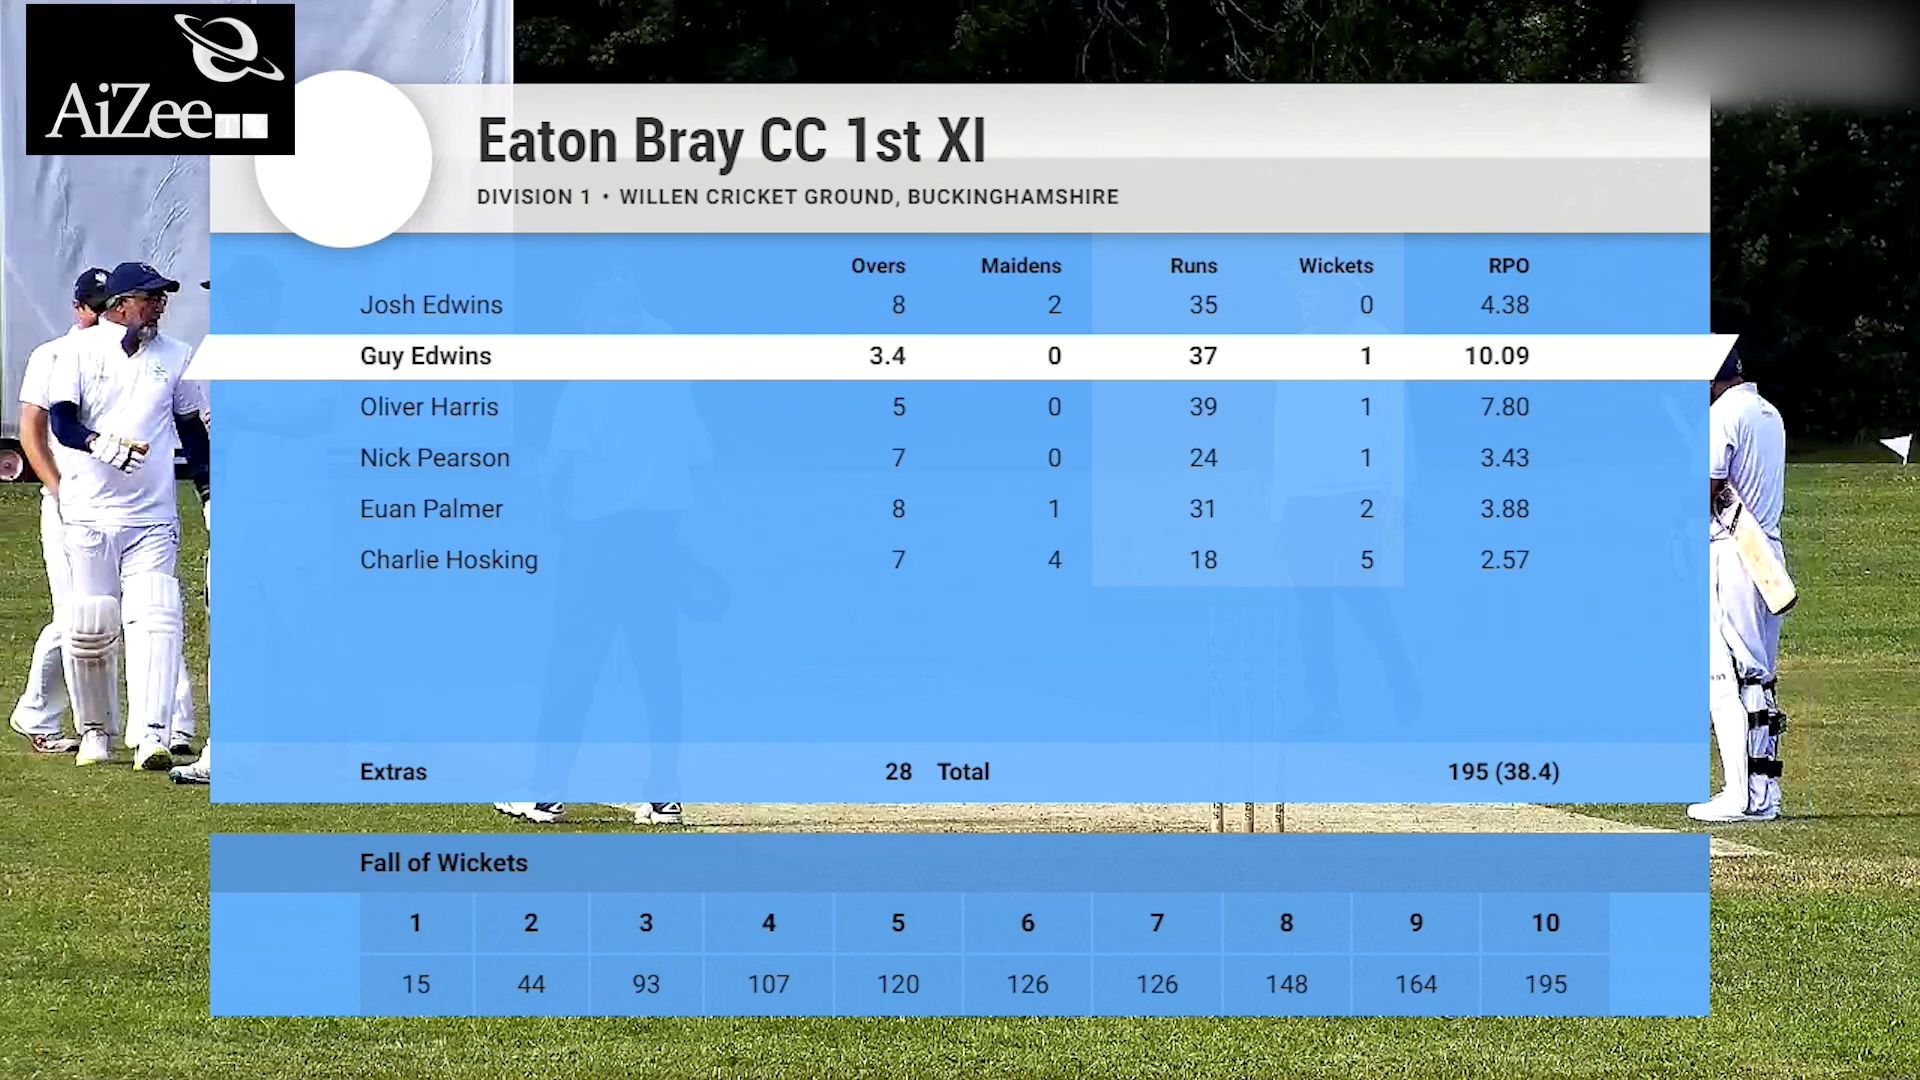 AiZee
Eaton Bray CC 1st XI
DIVISION 1 • WILLEN CRICKET GROUND, BUCKINGHAMSHIRE
Overs Maidens Runs Wickets RPO
Josh Edwins 8 2 35 0 4.38
Guy Edwins 3.4 0 37 1 10.09
Oliver Harris 5 0 39 1 7.80
Nick Pearson 7 0 24 1 3.43
Euan Palmer 8 1 31 2 3.88
Charlie Hosking 7 4 18 5 2.57
Extras 28 Total 195 (38.4)
Fall of Wickets
1 2 3 4 5 6 7 8 9 10
15 44 93 107 120 126 126 148 164 195